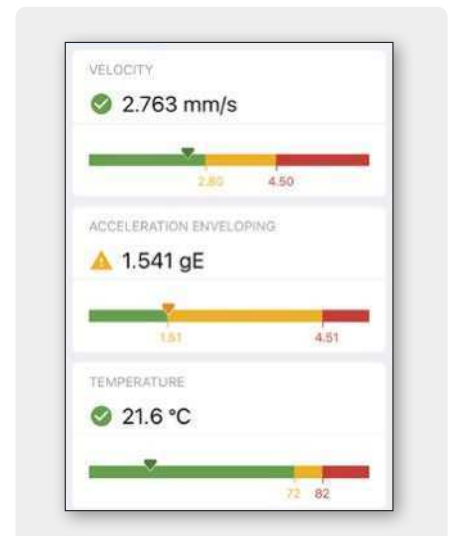 VELOCITY
2.763 mm/s
2.80 4.50
ACCELERATION ENVELOPING
1.541 gE
1.51 4.51
TEMPERATURE
21.6 °C
72 82